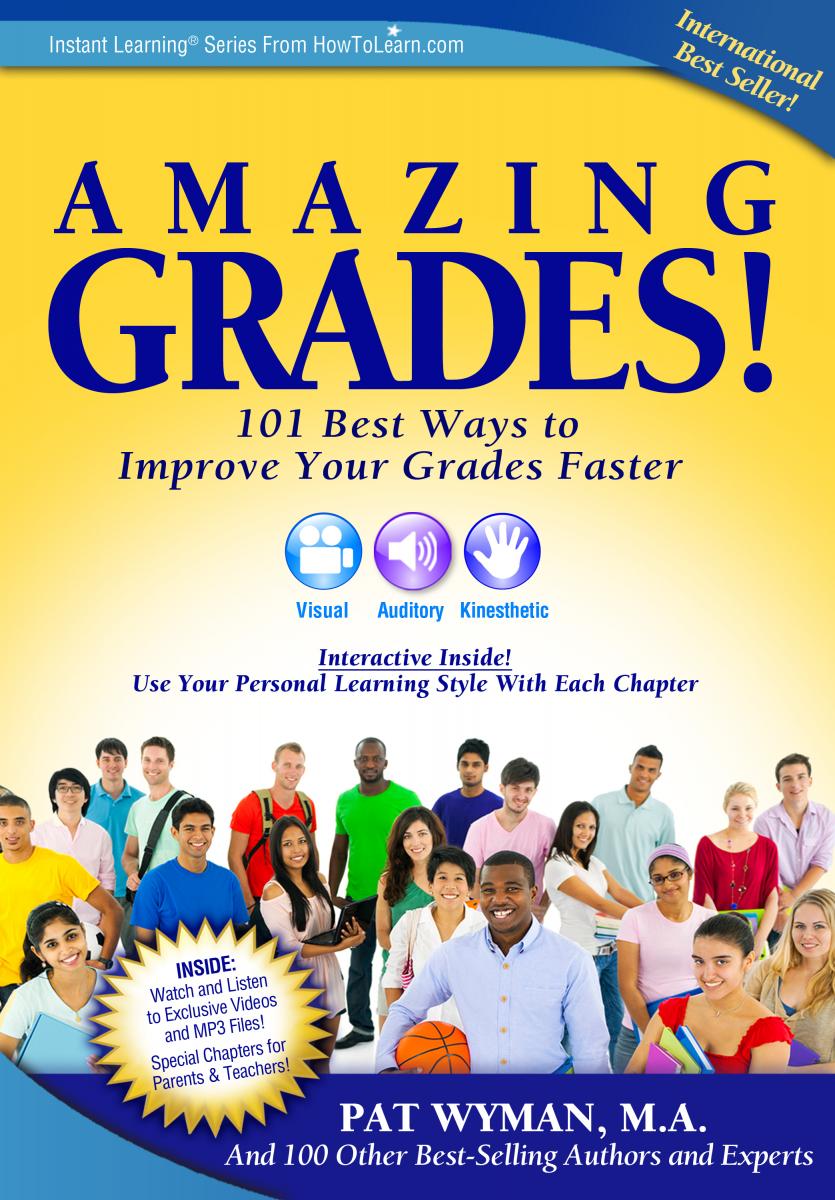 Instant Learning® Series From HowToLearn.com
International
Best Seller!
AMAZING
GRADES!
101 Best Ways to
Improve Your Grades Faster
Visual Auditory Kinesthetic
Interactive Inside!
Use Your Personal Learning Style With Each Chapter
INSIDE:
Watch and Listen
to Exclusive Videos
and MP3 Files!
Special Chapters for
Parents & Teachers!
PAT WYMAN, M.A.
And 100 Other Best-Selling Authors and Experts